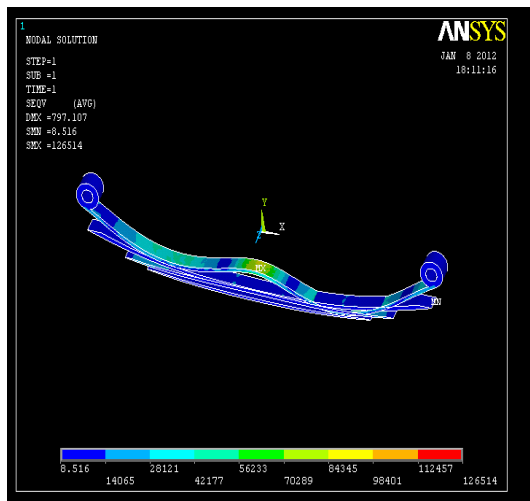 1
ANSYS
NODAL SOLUTION
JAN 8 2012
18:11:16
STEP=1
SUB =1
TIME=1
SEQV (AVG)
DMX =797.107
SMN =8.516
SMX =126514
Y
X
MX
MN
8.516 28121 56233 84345 112457
14065 42177 70289 98401 126514